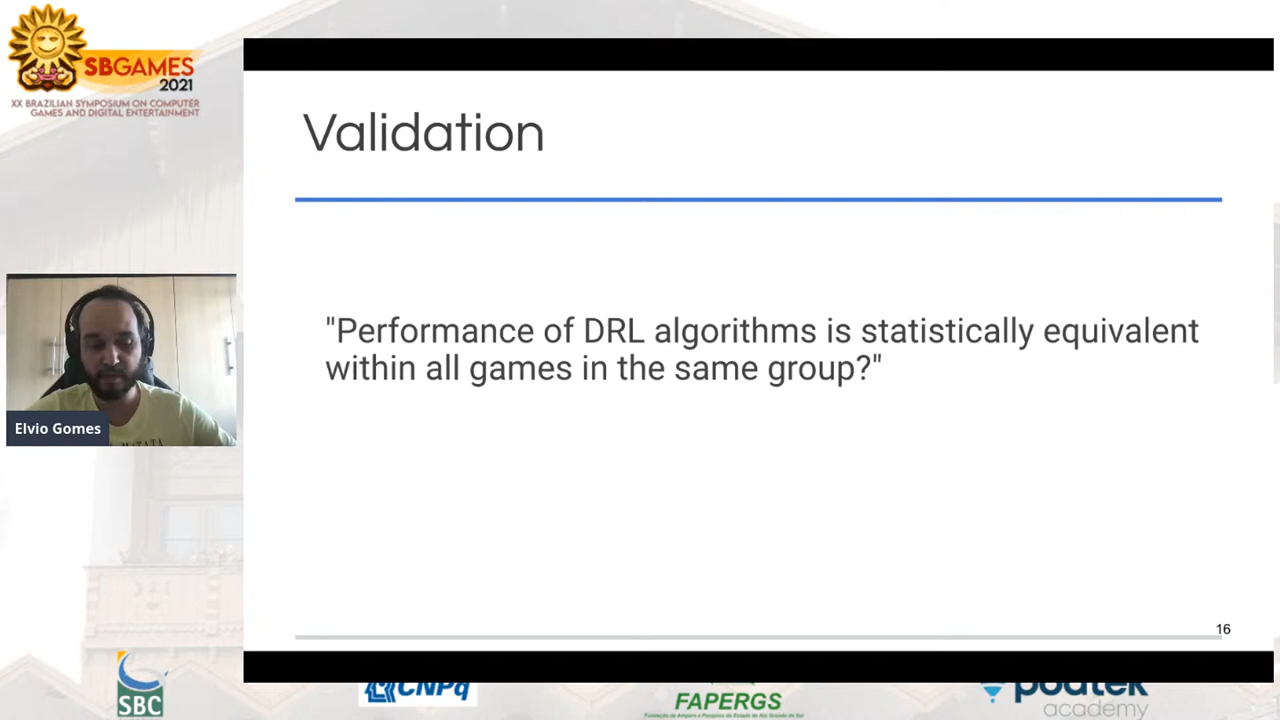 SBGAMES
2021
XX BRAZILIAN SYMPOSIUM ON COMPUTER
GAMES AND DIGITAL ENTERTAINMENT
Validation
"Performance of DRL algorithms is statistically equivalent
within all games in the same group?"
Elvio Gomes
16
SBC
CNPq
FAPERGS
academy